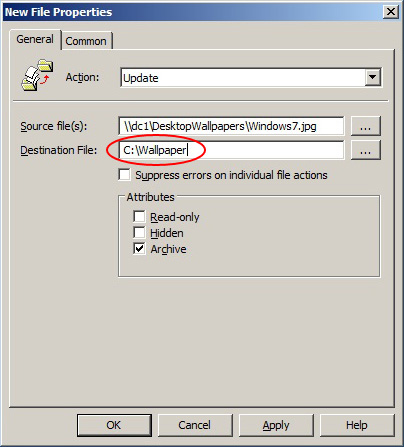 New File Properties
General Common
Action: Update
Source file(s): \\dc1\DesktopWallpapers\Windows7.jpg ...
Destination File: C:\Wallpaper ...
Suppress errors on individual file actions
Attributes
Read-only
Hidden
Archive
OK Cancel Apply Help